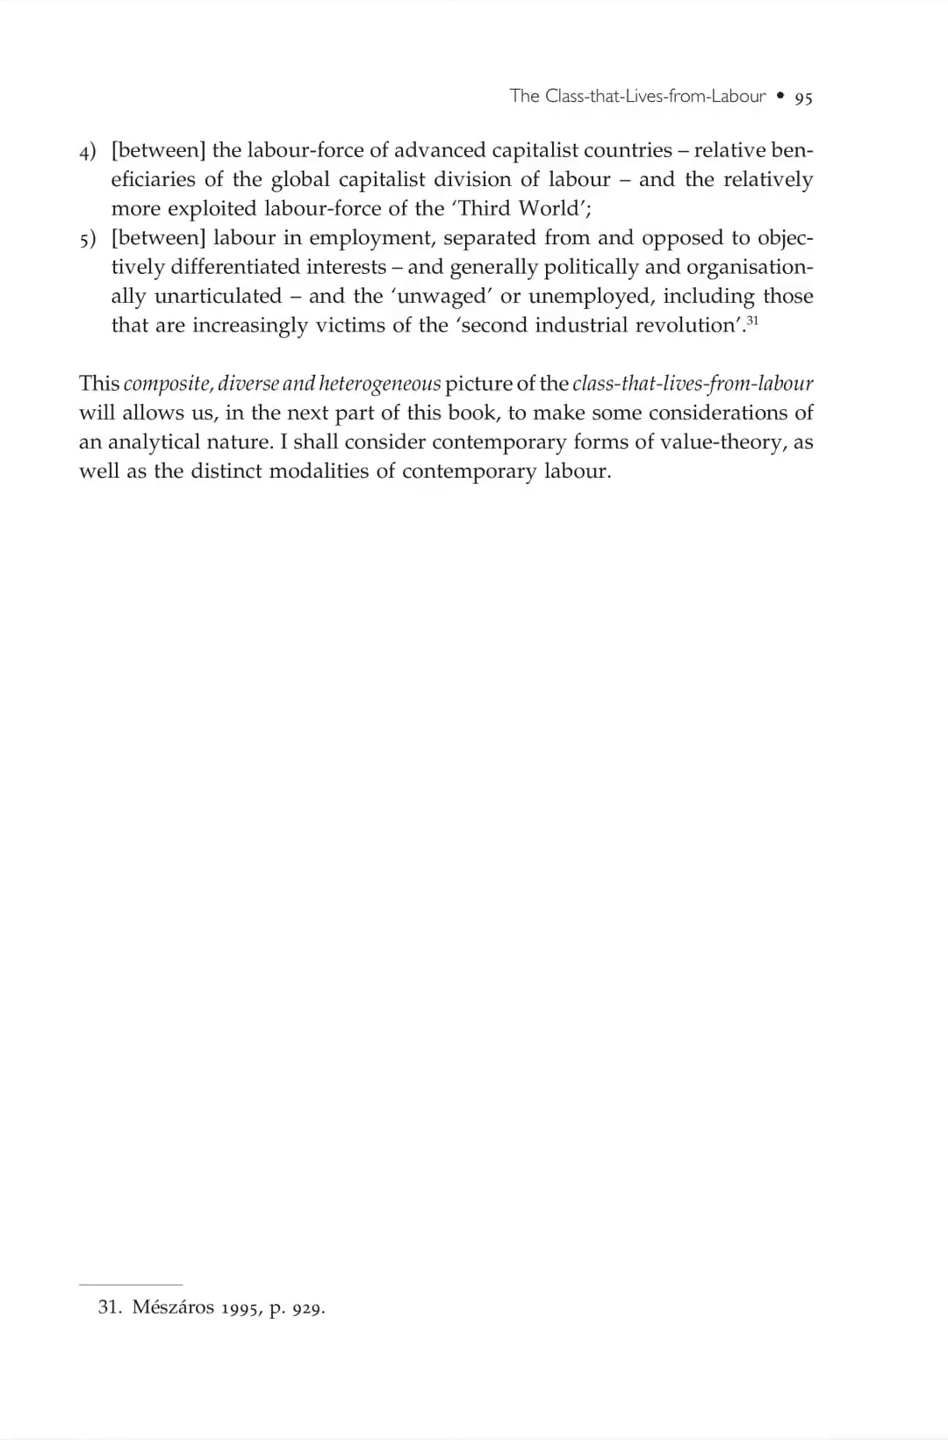 The Class-that-Lives-from-Labour • 95
4) [between] the labour-force of advanced capitalist countries – relative ben-
eficiaries of the global capitalist division of labour – and the relatively
more exploited labour-force of the ‘Third World’;
5) [between] labour in employment, separated from and opposed to objec-
tively differentiated interests – and generally politically and organisation-
ally unarticulated – and the ‘unwaged’ or unemployed, including those
that are increasingly victims of the ‘second industrial revolution’.31
This composite, diverse and heterogeneous picture of the class-that-lives-from-labour
will allows us, in the next part of this book, to make some considerations of
an analytical nature. I shall consider contemporary forms of value-theory, as
well as the distinct modalities of contemporary labour.
31. Mészáros 1995, p. 929.